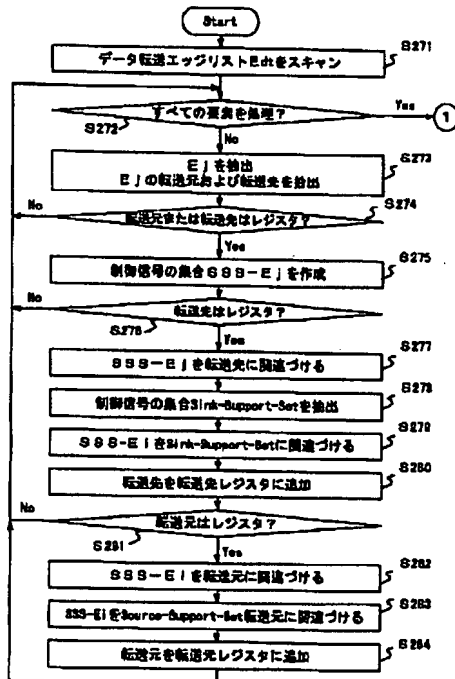 Start
データ転送エッジリストEdtをスキャン
S271
すべての要素を処理？
Yes
1
S272
No
Ejを抽出
Ejの転送元および転送先を抽出
S273
S274
No
転送元または転送先はレジスタ？
Yes
制御信号の集合SSS-Ejを作成
S275
No
転送先はレジスタ？
S276
Yes
SSS-Ejを転送先に関連づける
S277
制御信号の集合Sink-Support-Setを抽出
S278
SSS-EiをSink-Support-Setに関連づける
S279
転送先を転送先レジスタに追加
S280
No
転送元はレジスタ？
S281
Yes
SSS-Eiを転送元に関連づける
S282
SSS-EiをSource-Support-Set転送元に関連づける
S283
転送元を転送元レジスタに追加
S284